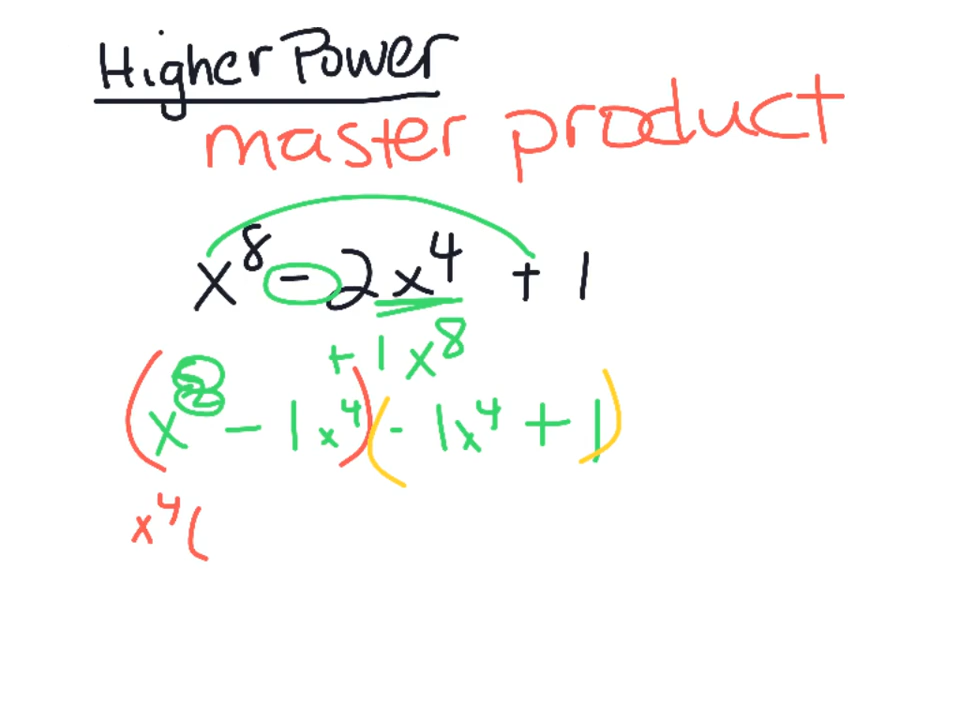 Higher Power
master product
x⁸ - 2x⁴ + 1
+ 1x⁸
(x⁸ - 1x⁴)(- 1x⁴ + 1)
x⁴(